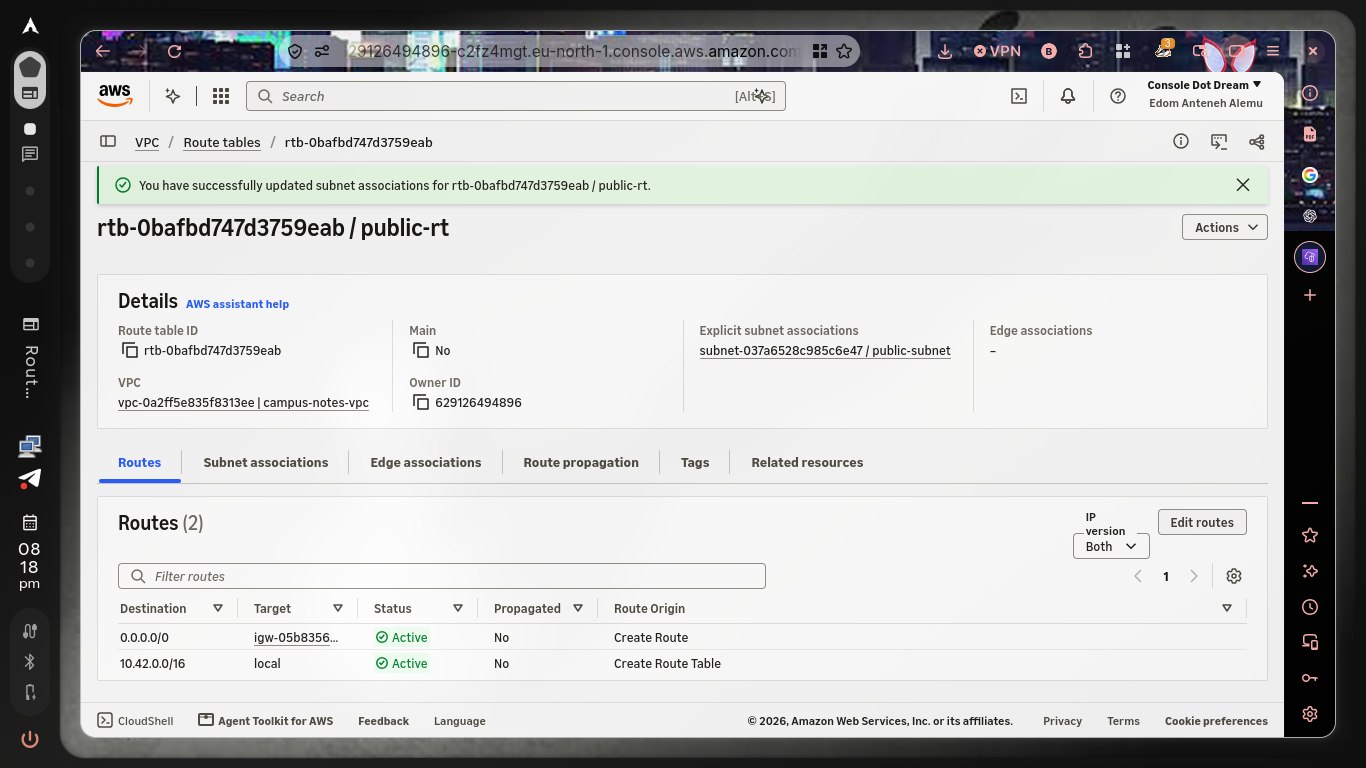 29126494896-c2fz4mgt.eu-north-1.console.aws.amazon.com
VPN
B
3
aws
Search
[Alt+S]
Console Dot Dream
Edom Anteneh Alemu
VPC / Route tables / rtb-0bafbd747d3759eab
You have successfully updated subnet associations for rtb-0bafbd747d3759eab / public-rt.
rtb-0bafbd747d3759eab / public-rt
Actions
Details AWS assistant help
Route table ID
rtb-0bafbd747d3759eab
Main
No
Explicit subnet associations
subnet-037a6528c985c6e47 / public-subnet
Edge associations
–
VPC
vpc-0a2ff5e835f8313ee | campus-notes-vpc
Owner ID
629126494896
Routes Subnet associations Edge associations Route propagation Tags Related resources
Routes (2)
IP version
Both
Edit routes
Filter routes
1
Destination Target Status Propagated Route Origin
0.0.0.0/0 igw-05b8356... Active No Create Route
10.42.0.0/16 local Active No Create Route Table
CloudShell Agent Toolkit for AWS Feedback Language © 2026, Amazon Web Services, Inc. or its affiliates. Privacy Terms Cookie preferences
Rout...
08
18
pm
PDF
G